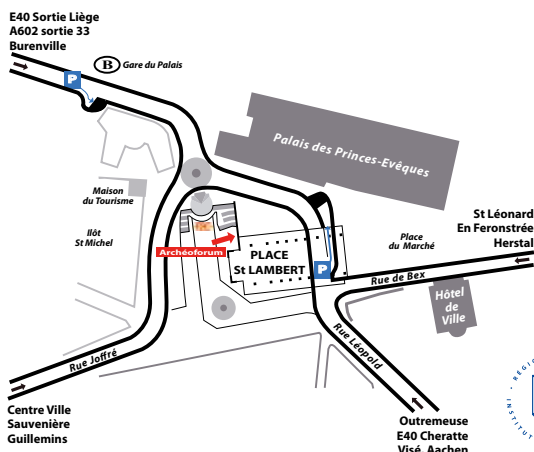 E40 Sortie Liège
A602 sortie 33
Burenville
P
B
Gare du Palais
Palais des Princes-Evêques
Maison
du Tourisme
Ilôt
St Michel
Archéoforum
PLACE
St LAMBERT
P
Place
du Marché
St Léonard
En Feronstrée
Herstal
Rue de Bex
Hôtel
de
Ville
Rue Joffré
Rue Léopold
Centre Ville
Sauvenière
Guillemins
Outremeuse
E40 Cheratte
Visé, Aachen